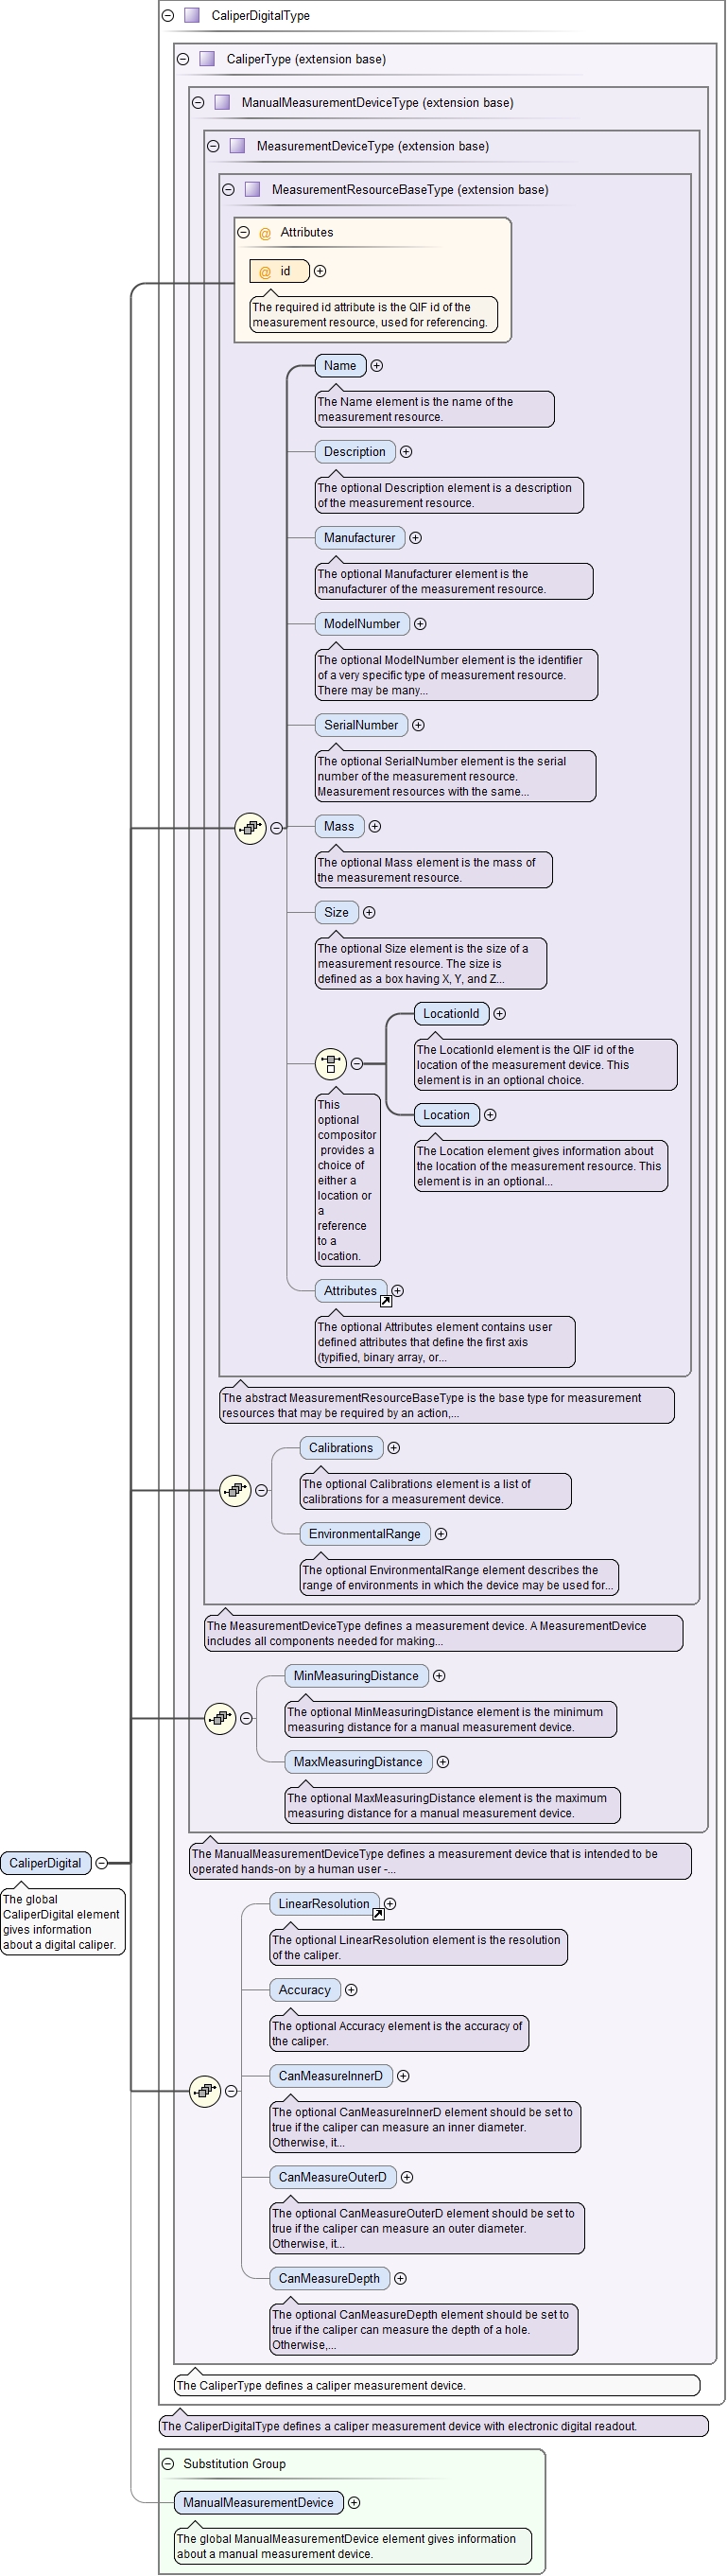 CaliperDigitalType
CaliperType (extension base)
ManualMeasurementDeviceType (extension base)
MeasurementDeviceType (extension base)
MeasurementResourceBaseType (extension base)
@ Attributes
@ id
The required id attribute is the QIF id of the
measurement resource, used for referencing.
Name
The Name element is the name of the
measurement resource.
Description
The optional Description element is a description
of the measurement resource.
Manufacturer
The optional Manufacturer element is the
manufacturer of the measurement resource.
ModelNumber
The optional ModelNumber element is the identifier
of a very specific type of measurement resource.
There may be many...
SerialNumber
The optional SerialNumber element is the serial
number of the measurement resource.
Measurement resources with the same...
Mass
The optional Mass element is the mass of
the measurement resource.
Size
The optional Size element is the size of a
measurement resource. The size is
defined as a box having X, Y, and Z...
LocationId
The LocationId element is the QIF id of the
location of the measurement device. This
element is in an optional choice.
Location
The Location element gives information about
the location of the measurement resource. This
element is in an optional...
This
optional
compositor
provides a
choice of
either a
location or
a
reference
to a
location.
Attributes
The optional Attributes element contains user
defined attributes that define the first axis
(typified, binary array, or...
The abstract MeasurementResourceBaseType is the base type for measurement
resources that may be required by an action,...
Calibrations
The optional Calibrations element is a list of
calibrations for a measurement device.
EnvironmentalRange
The optional EnvironmentalRange element describes the
range of environments in which the device may be used for...
The MeasurementDeviceType defines a measurement device. A MeasurementDevice
includes all components needed for making...
MinMeasuringDistance
The optional MinMeasuringDistance element is the minimum
measuring distance for a manual measurement device.
MaxMeasuringDistance
The optional MaxMeasuringDistance element is the maximum
measuring distance for a manual measurement device.
The ManualMeasurementDeviceType defines a measurement device that is intended to be
operated hands-on by a human user -...
CaliperDigital
The global
CaliperDigital element
gives information
about a digital caliper.
LinearResolution
The optional LinearResolution element is the resolution
of the caliper.
Accuracy
The optional Accuracy element is the accuracy of
the caliper.
CanMeasureInnerD
The optional CanMeasureInnerD element should be set to
true if the caliper can measure an inner diameter.
Otherwise, it...
CanMeasureOuterD
The optional CanMeasureOuterD element should be set to
true if the caliper can measure an outer diameter.
Otherwise, it...
CanMeasureDepth
The optional CanMeasureDepth element should be set to
true if the caliper can measure the depth of a hole.
Otherwise,...
The CaliperType defines a caliper measurement device.
The CaliperDigitalType defines a caliper measurement device with electronic digital readout.
Substitution Group
ManualMeasurementDevice
The global ManualMeasurementDevice element gives information
about a manual measurement device.